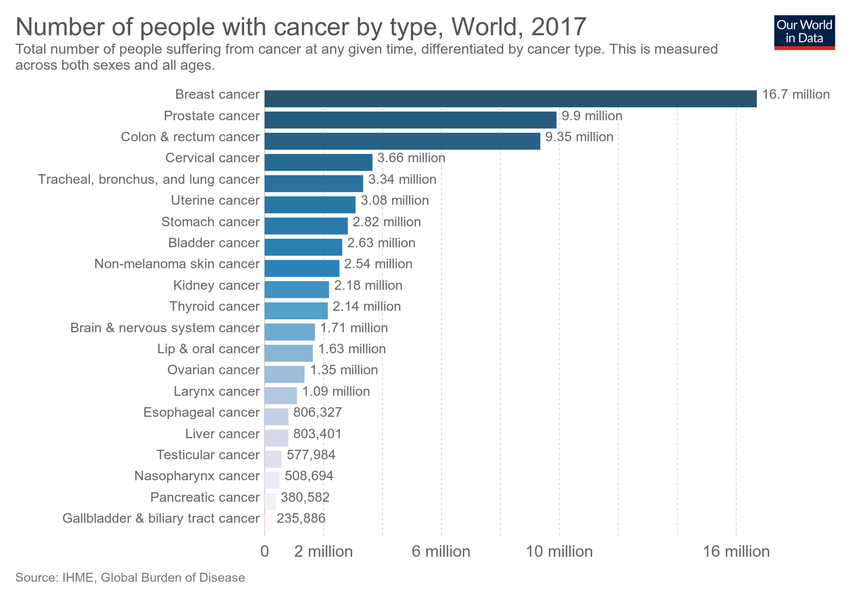 Number of people with cancer by type, World, 2017
Our World
in Data
Total number of people suffering from cancer at any given time, differentiated by cancer type. This is measured
across both sexes and all ages.
Breast cancer 16.7 million
Prostate cancer 9.9 million
Colon & rectum cancer 9.35 million
Cervical cancer 3.66 million
Tracheal, bronchus, and lung cancer 3.34 million
Uterine cancer 3.08 million
Stomach cancer 2.82 million
Bladder cancer 2.63 million
Non-melanoma skin cancer 2.54 million
Kidney cancer 2.18 million
Thyroid cancer 2.14 million
Brain & nervous system cancer 1.71 million
Lip & oral cancer 1.63 million
Ovarian cancer 1.35 million
Larynx cancer 1.09 million
Esophageal cancer 806,327
Liver cancer 803,401
Testicular cancer 577,984
Nasopharynx cancer 508,694
Pancreatic cancer 380,582
Gallbladder & biliary tract cancer 235,886
0 2 million 6 million 10 million 16 million
Source: IHME, Global Burden of Disease